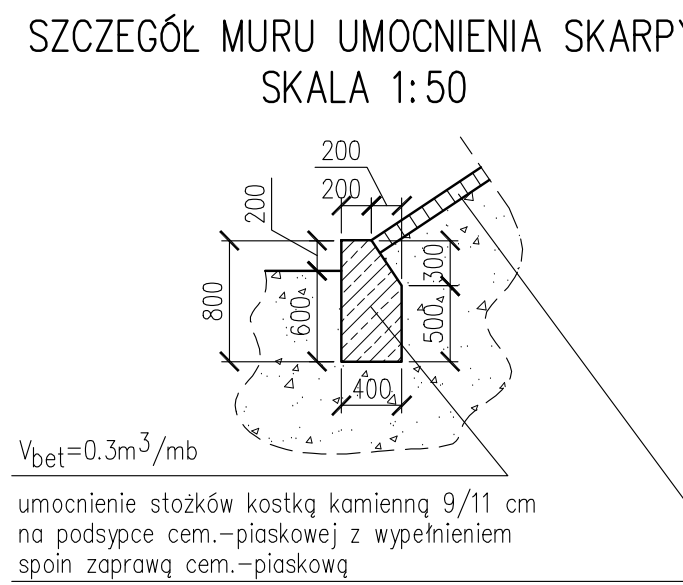 SZCZEGÓŁ MURU UMOCNIENIA SKARPY
SKALA 1:50
200
200
200
800
600
300
500
400
Vbet=0.3m³/mb
umocnienie stożków kostką kamienną 9/11 cm
na podsypce cem.-piaskowej z wypełnieniem
spoin zaprawą cem.-piaskową